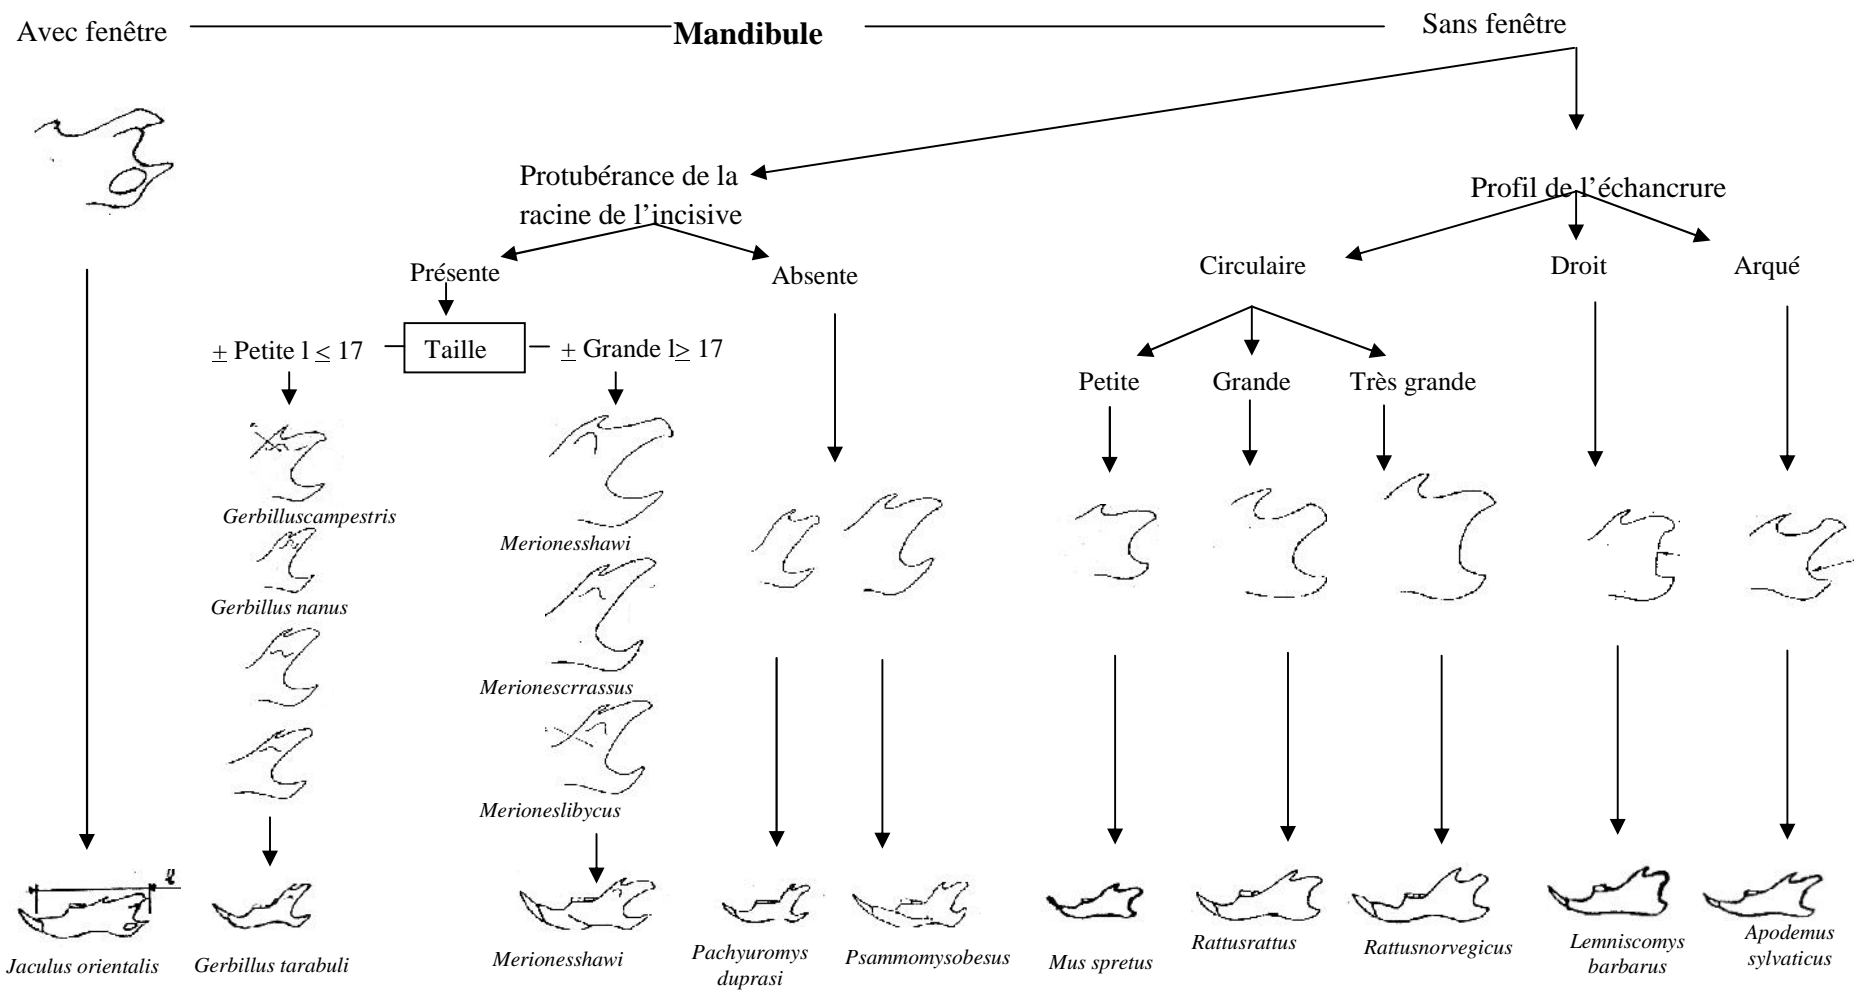 Avec fenêtre
Mandibule
Sans fenêtre
Protubérance de la
racine de l’incisive
Profil de l’échancrure
Présente
Absente
Circulaire
Droit
Arqué
± Petite l ≤ 17
Taille
± Grande l≥ 17
Petite
Grande
Très grande
Gerbilluscampestris
Merionesshawi
Gerbillus nanus
Merionescrrassus
Merioneslibycus
ℓ
Jaculus orientalis
Gerbillus tarabuli
Merionesshawi
Pachyuromys
duprasi
Psammomysobesus
Mus spretus
Rattusrattus
Rattusnorvegicus
Lemniscomys
barbarus
Apodemus
sylvaticus